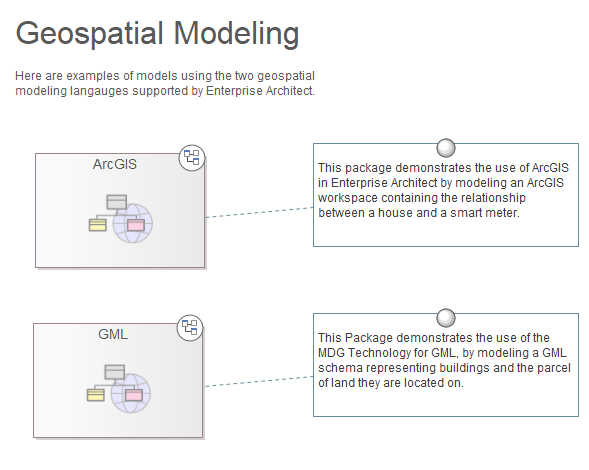 Geospatial Modeling
Here are examples of models using the two geospatial
modeling langauges supported by Enterprise Architect.
ArcGIS
This package demonstrates the use of ArcGIS
in Enterprise Architect by modeling an ArcGIS
workspace containing the relationship
between a house and a smart meter.
GML
This Package demonstrates the use of the
MDG Technology for GML, by modeling a GML
schema representing buildings and the parcel
of land they are located on.